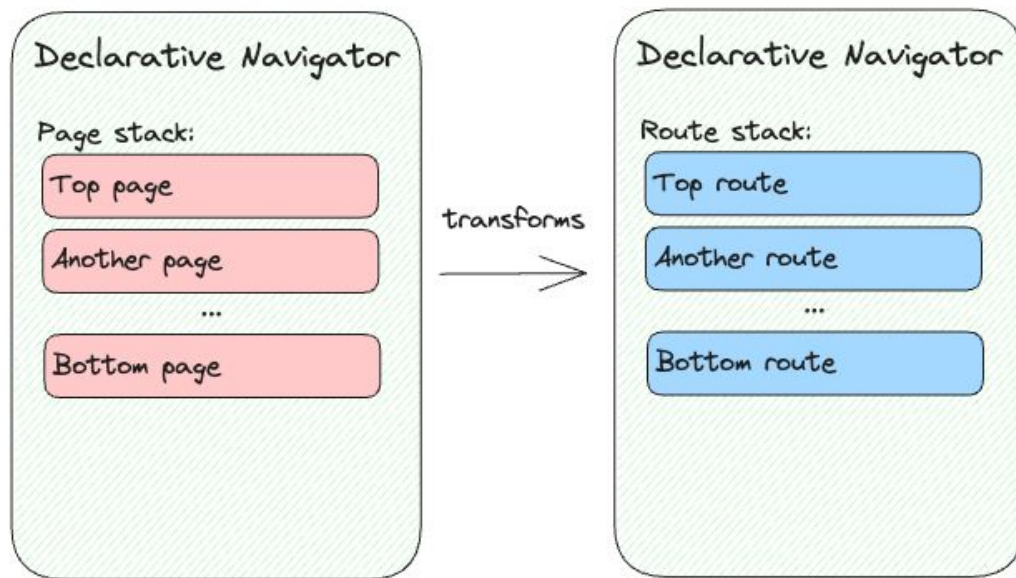 Declarative Navigator
Page stack:
Top page
Another page
...
Bottom page
transforms
Declarative Navigator
Route stack:
Top route
Another route
...
Bottom route